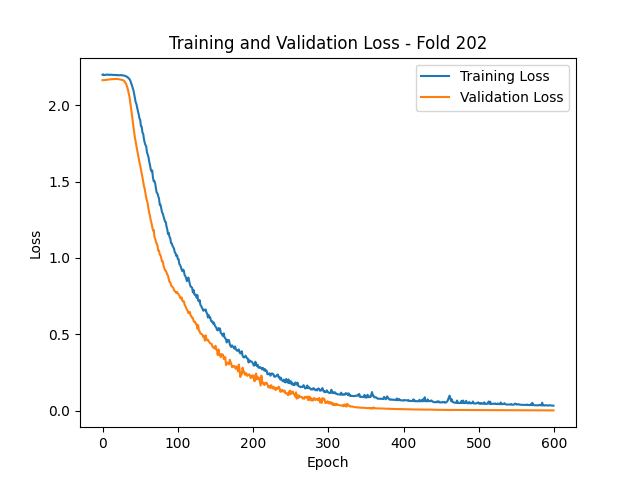 Training and Validation Loss - Fold 202
Training Loss
Validation Loss
Loss
2.0
1.5
1.0
0.5
0.0
0 100 200 300 400 500 600
Epoch